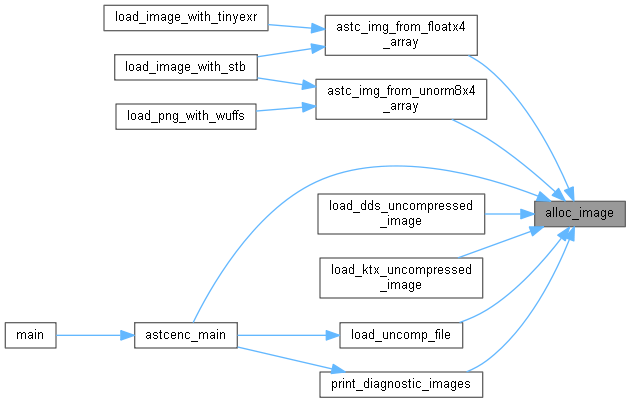 load_image_with_tinyexr
astc_img_from_floatx4
_array
load_image_with_stb
astc_img_from_unorm8x4
_array
load_png_with_wuffs
load_dds_uncompressed
_image
alloc_image
load_ktx_uncompressed
_image
main
astcenc_main
load_uncomp_file
print_diagnostic_images